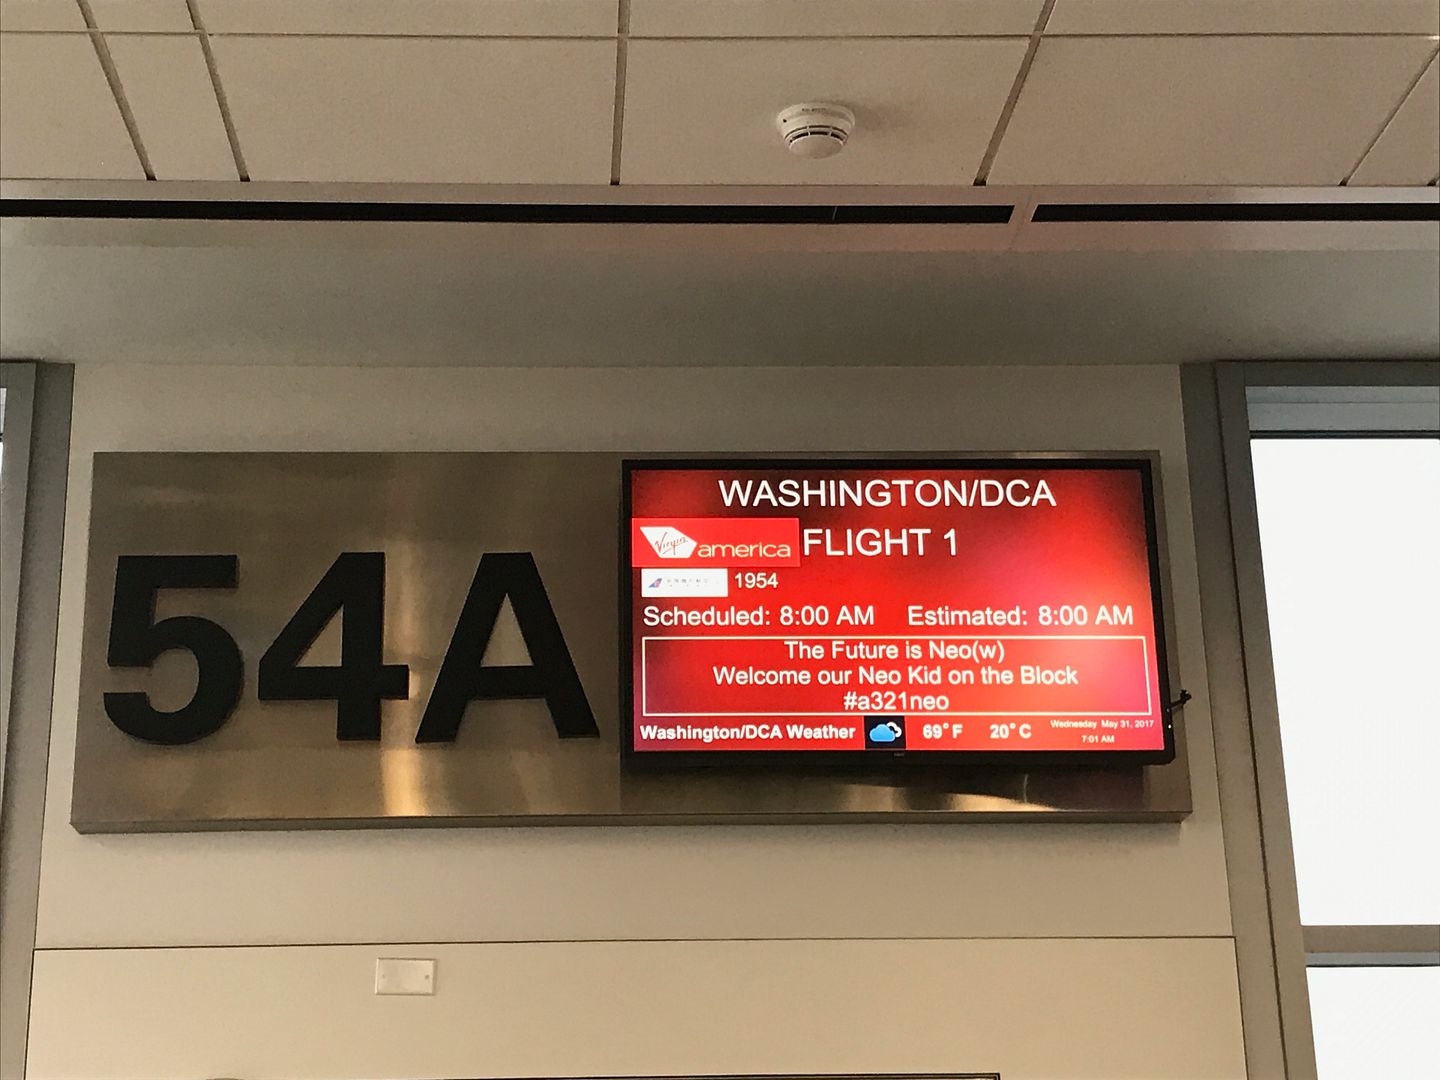 54A
WASHINGTON/DCA
Virgin america FLIGHT 1
1954
Scheduled: 8:00 AM Estimated: 8:00 AM
The Future is Neo(w)
Welcome our Neo Kid on the Block
#a321neo
Washington/DCA Weather 69°F 20°C Wednesday May 31, 2017
7:01 AM